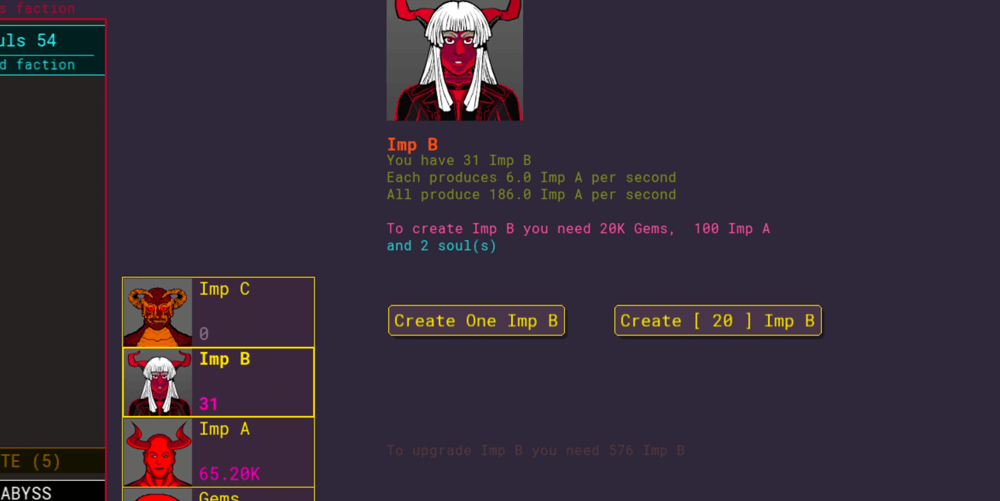 s faction
uls 54
d faction
Imp B
You have 31 Imp B
Each produces 6.0 Imp A per second
All produce 186.0 Imp A per second
To create Imp B you need 20K Gems, 100 Imp A
and 2 soul(s)
Imp C
0
Create One Imp B
Create [ 20 ] Imp B
Imp B
31
Imp A
65.20K
To upgrade Imp B you need 576 Imp B
TE (5)
ABYSS
Gems